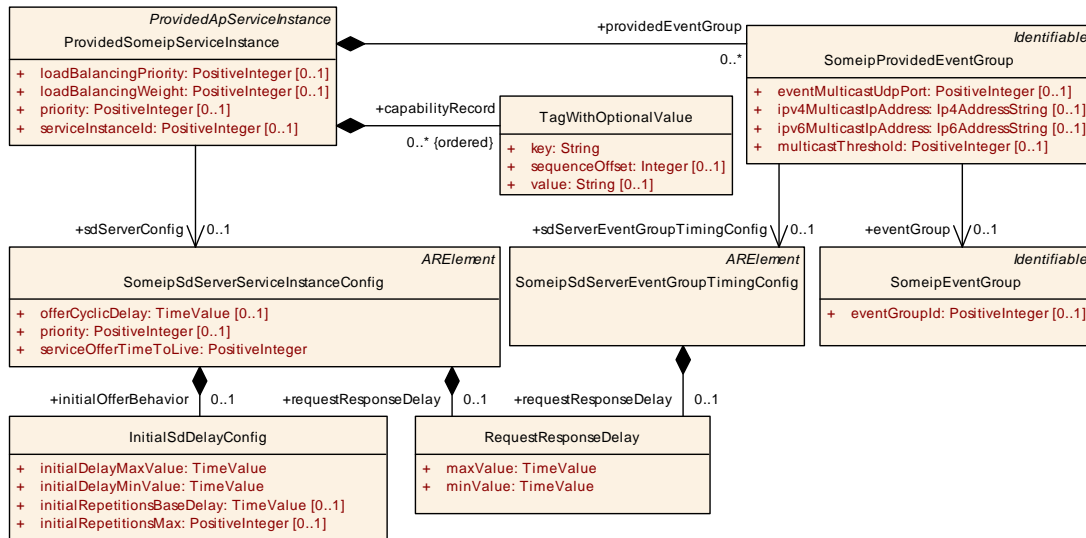 ProvidedApServiceInstance
ProvidedSomeipServiceInstance
+ loadBalancingPriority: PositiveInteger [0..1]
+ loadBalancingWeight: PositiveInteger [0..1]
+ priority: PositiveInteger [0..1]
+ serviceInstanceId: PositiveInteger [0..1]
+providedEventGroup
0..*
Identifiable
SomeipProvidedEventGroup
+ eventMulticastUdpPort: PositiveInteger [0..1]
+ ipv4MulticastIpAddress: Ip4AddressString [0..1]
+ ipv6MulticastIpAddress: Ip6AddressString [0..1]
+ multicastThreshold: PositiveInteger [0..1]
+capabilityRecord
0..* {ordered}
TagWithOptionalValue
+ key: String
+ sequenceOffset: Integer [0..1]
+ value: String [0..1]
+sdServerConfig 0..1
+sdServerEventGroupTimingConfig 0..1
+eventGroup 0..1
ARElement
SomeipSdServerServiceInstanceConfig
+ offerCyclicDelay: TimeValue [0..1]
+ priority: PositiveInteger [0..1]
+ serviceOfferTimeToLive: PositiveInteger
ARElement
SomeipSdServerEventGroupTimingConfig
Identifiable
SomeipEventGroup
+ eventGroupId: PositiveInteger [0..1]
+initialOfferBehavior 0..1
+requestResponseDelay 0..1
+requestResponseDelay 0..1
InitialSdDelayConfig
+ initialDelayMaxValue: TimeValue
+ initialDelayMinValue: TimeValue
+ initialRepetitionsBaseDelay: TimeValue [0..1]
+ initialRepetitionsMax: PositiveInteger [0..1]
RequestResponseDelay
+ maxValue: TimeValue
+ minValue: TimeValue